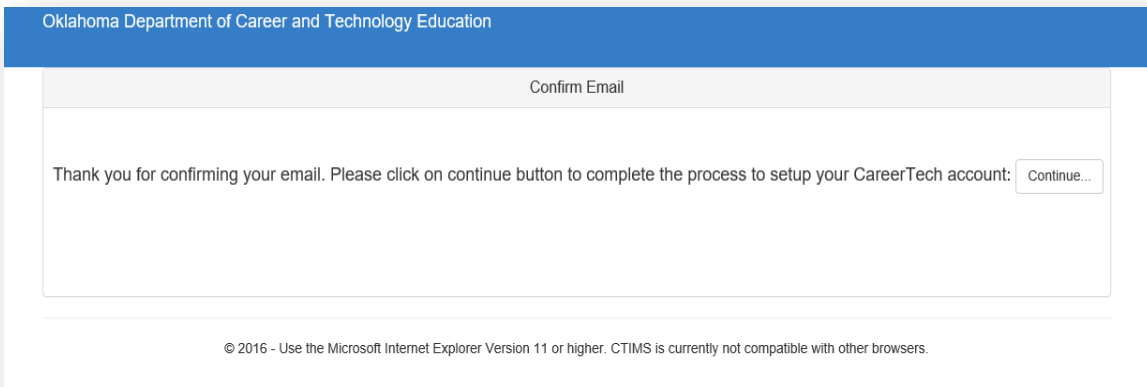 Oklahoma Department of Career and Technology Education
Confirm Email
Thank you for confirming your email. Please click on continue button to complete the process to setup your CareerTech account: Continue...
© 2016 - Use the Microsoft Internet Explorer Version 11 or higher. CTIMS is currently not compatible with other browsers.